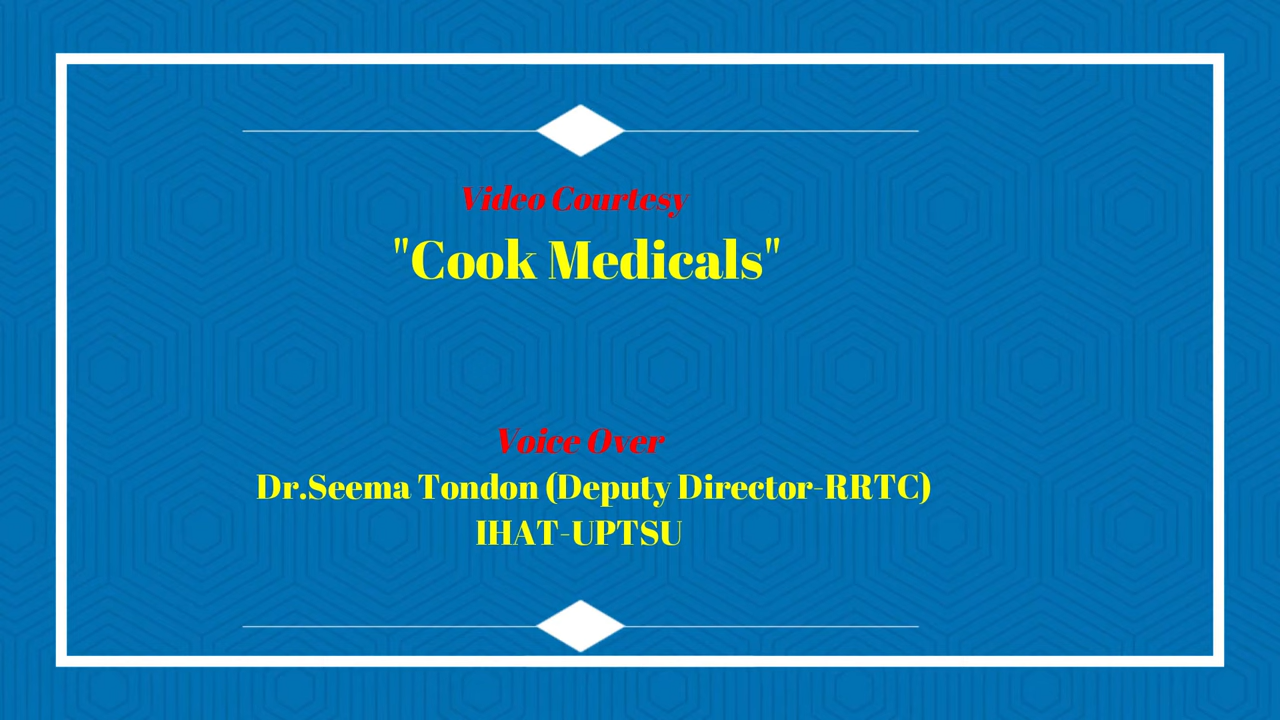 Video Courtesy
"Cook Medicals"
Voice Over
Dr.Seema Tondon (Deputy Director-RRTC)
IHAT-UPTSU